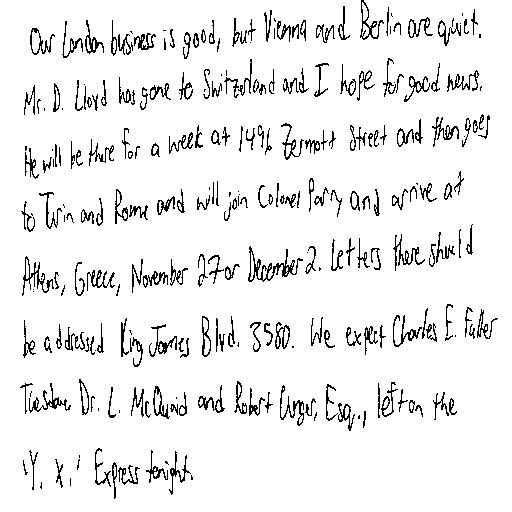 Our London business is good, but Vienna and Berlin are quiet.
Mr. D. Lloyd has gone to Switzerland and I hope for good news.
He will be there for a week at 1496 Zermott Street and then goes
to Turin and Rome and will join Colonel Parry and arrive at
Athens, Greece, November 27 or December 2. Letters there should
be addressed King James Blvd. 3580. We expect Charles E. Fuller
Tuesday. Dr. L. McQuaid and Robert Unger, Esq., left on the
'Y. X.' Express tonight.